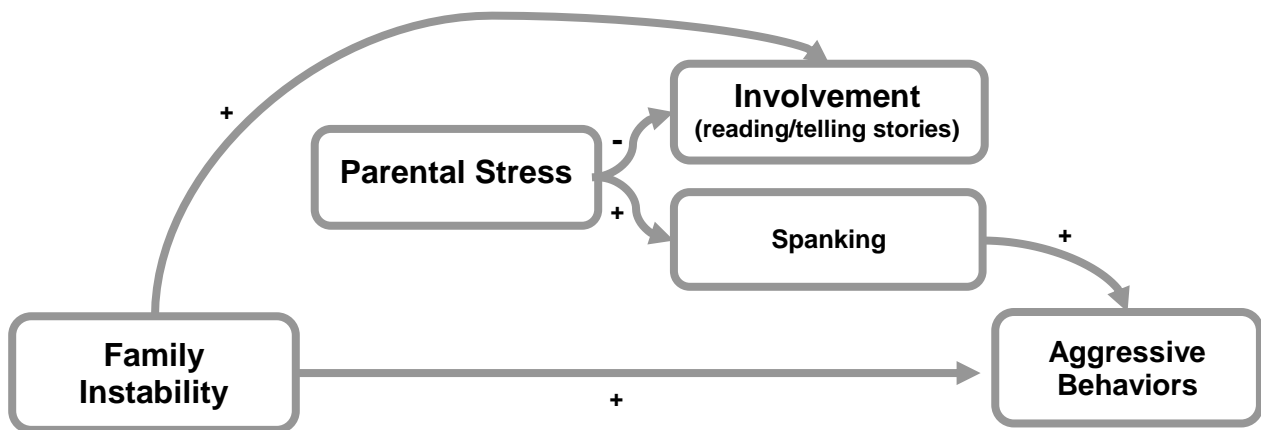 +
Involvement
(reading/telling stories)
-
Parental Stress
+
Spanking
+
Family
Instability
+
Aggressive
Behaviors